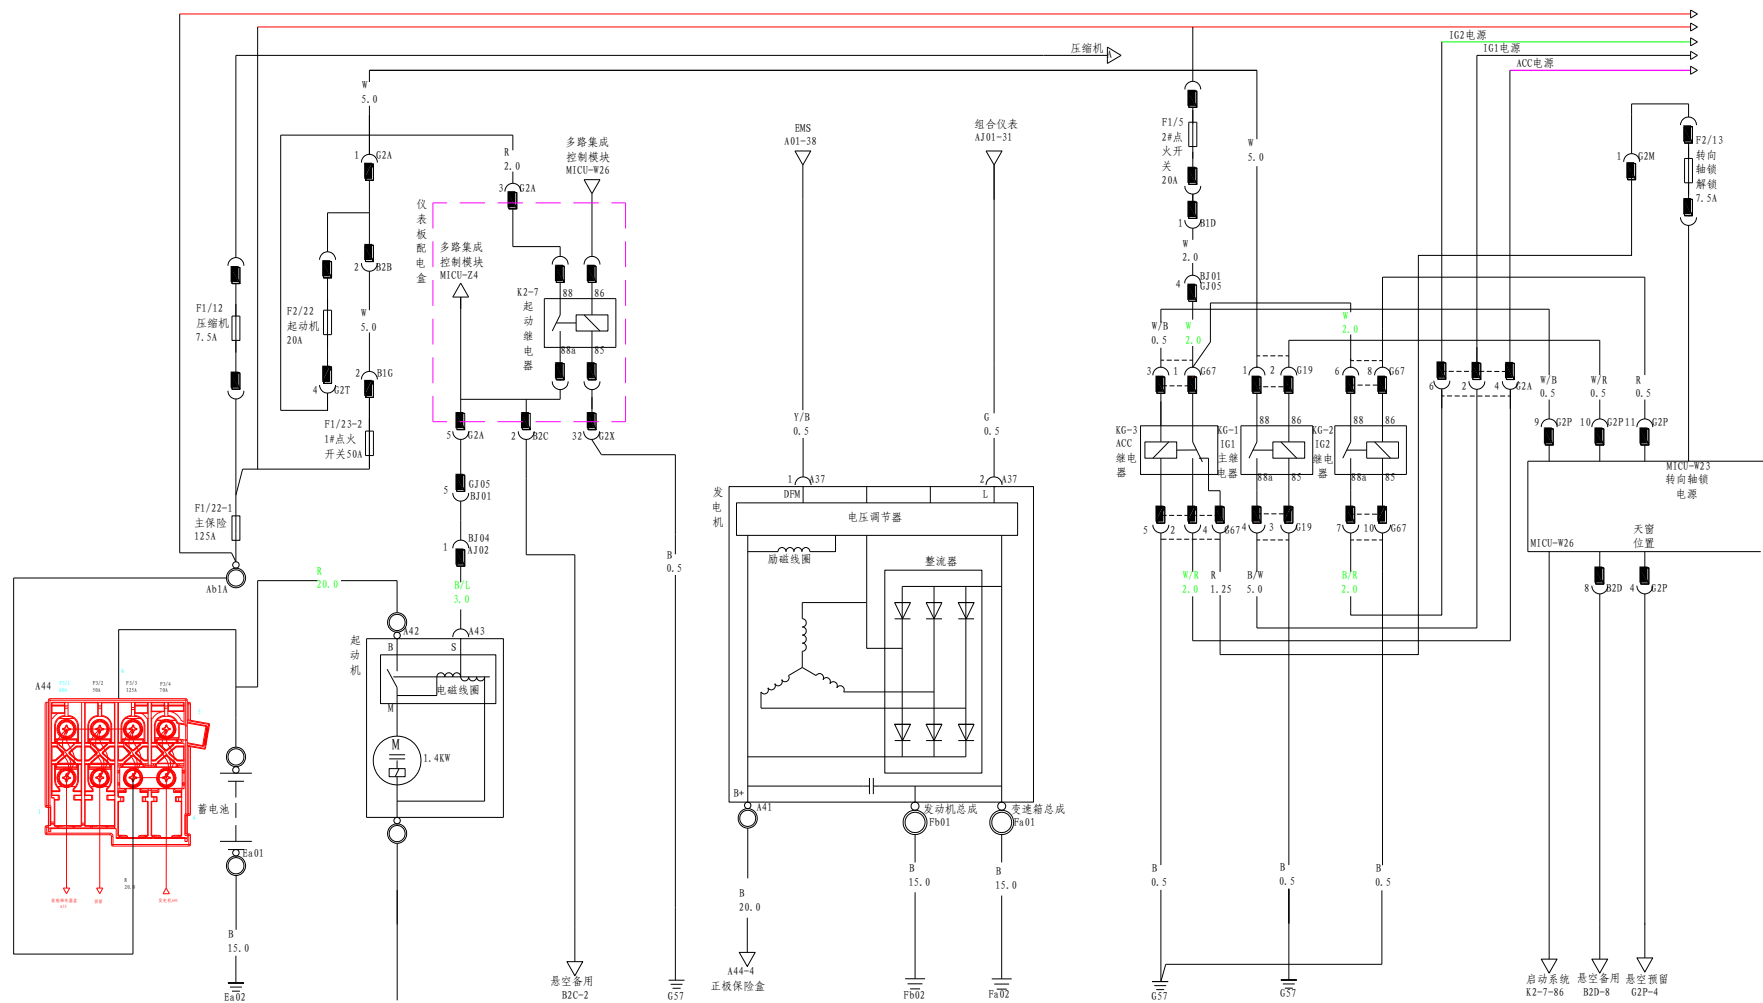 IG2电源
IG1电源
ACC电源
压缩机
A
W
5.0
1
G2A
R
2.0
3
G2A
多路集成
控制模块
MICU-W26
仪表板配电盒
多路集成
控制模块
MICU-Z4
K2-7
起动继电器
88
86
88a
85
2
B2B
W
5.0
2
B1G
F1/12
压缩机
7.5A
F2/22
起动机
20A
4
G2T
F1/23-2
1#点火
开关50A
F1/22-1
主保险
125A
Ab1A
5
G2A
2
B2C
32
G2X
5
GJ05
BJ01
1
BJ04
AJ02
B/L
3.0
R
20.0
A42
A43
起动机
B
S
电磁线圈
M
M
1.4KW
A44
F3/2
50A
F3/3
125A
F3/4
70A
R
20.0
蓄电池
Ea01
B
15.0
Ea02
悬空备用
B2C-2
B
0.5
G57
EMS
A01-38
组合仪表
AJ01-31
Y/B
0.5
G
0.5
1
A37
2
A37
发电机
DFM
L
电压调节器
励磁线圈
整流器
B+
A41
发动机总成
Fb01
变速箱总成
Fa01
B
20.0
B
15.0
B
15.0
A44-4
正极保险盒
Fb02
Fa02
F1/5
2#点
火开
关
20A
1
B1D
W
2.0
4
BJ01
GJ05
W
5.0
W/B
0.5
W
2.0
W
2.0
3
1
G67
1
2
G19
6
8
G67
6
2
4
G2A
KG-3
ACC
继电
器
KG-1
IG1
主继
电器
88
86
88a
85
KG-2
IG2
继电
器
88
86
88a
85
5
2
4
G67
4
3
G19
7
10
G67
W/R
2.0
R
1.25
B/W
5.0
B/R
2.0
B
0.5
B
0.5
B
0.5
G57
G57
1
G2M
F2/13
转向
轴锁
解锁
7.5A
W/B
0.5
W/R
0.5
R
0.5
9
G2P
10
G2P
11
G2P
MICU-W23
转向轴锁
电源
天窗
位置
MICU-W26
8
B2D
4
G2P
启动系统
K2-7-86
悬空备用
B2D-8
悬空预留
G2P-4